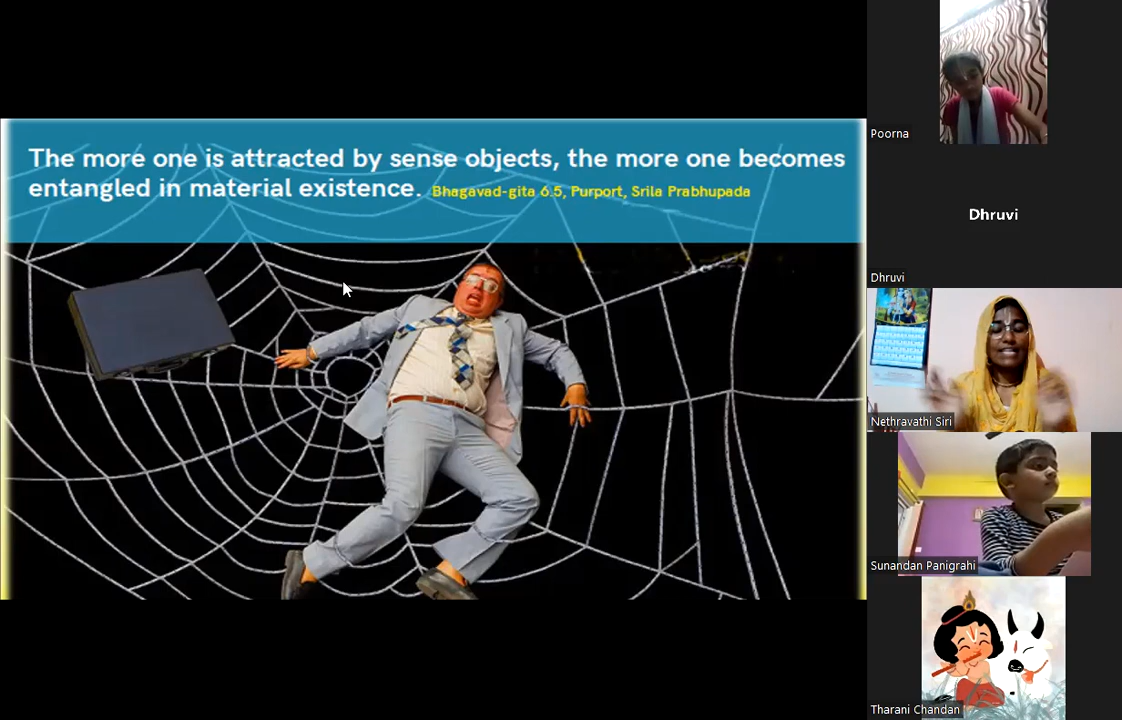 The more one is attracted by sense objects, the more one becomes
entangled in material existence. Bhagavad-gita 6.5, Purport, Srila Prabhupada
Poorna
Dhruvi
Dhruvi
Nethravathi Siri
Sunandan Panigrahi
Tharani Chandan